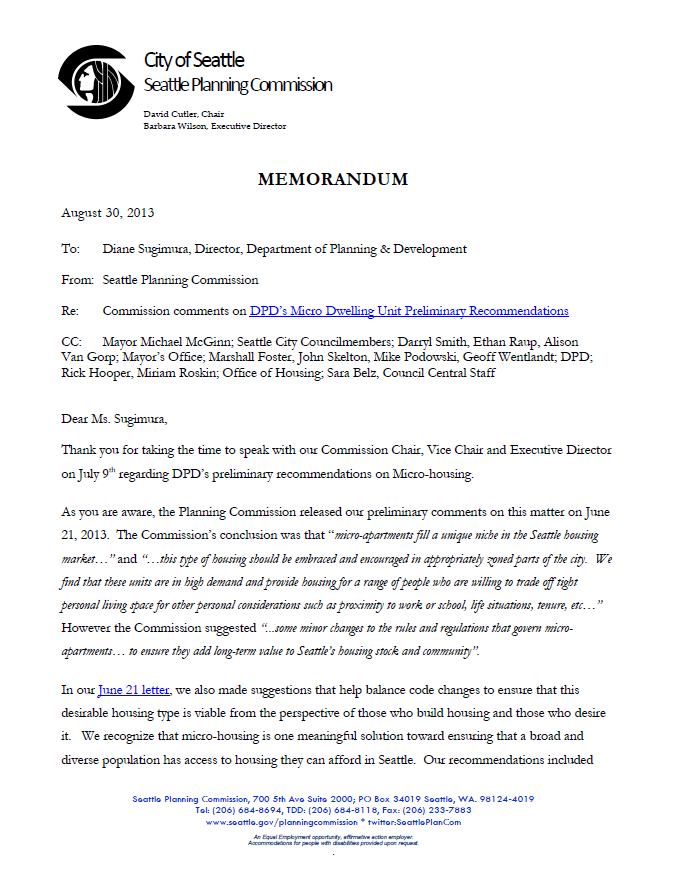 City of Seattle
Seattle Planning Commission
David Cutler, Chair
Barbara Wilson, Executive Director
MEMORANDUM
August 30, 2013
To: Diane Sugimura, Director, Department of Planning & Development
From: Seattle Planning Commission
Re: Commission comments on DPD's Micro Dwelling Unit Preliminary Recommendations
CC: Mayor Michael McGinn; Seattle City Councilmembers; Darryl Smith, Ethan Raup, Alison
Van Gorp; Mayor's Office; Marshall Foster, John Skelton, Mike Podowski, Geoff Wentlandt; DPD;
Rick Hooper, Miriam Roskin; Office of Housing; Sara Belz, Council Central Staff
Dear Ms. Sugimura,
Thank you for taking the time to speak with our Commission Chair, Vice Chair and Executive Director
on July 9th regarding DPD's preliminary recommendations on Micro-housing.
As you are aware, the Planning Commission released our preliminary comments on this matter on June
21, 2013. The Commission's conclusion was that “micro-apartments fill a unique niche in the Seattle housing
market…” and “…this type of housing should be embraced and encouraged in appropriately zoned parts of the city. We
find that these units are in high demand and provide housing for a range of people who are willing to trade off tight
personal living space for other personal considerations such as proximity to work or school, life situations, tenure, etc…”
However the Commission suggested “...some minor changes to the rules and regulations that govern micro-
apartments… to ensure they add long-term value to Seattle's housing stock and community”.
In our June 21 letter, we also made suggestions that help balance code changes to ensure that this
desirable housing type is viable from the perspective of those who build housing and those who desire
it. We recognize that micro-housing is one meaningful solution toward ensuring that a broad and
diverse population has access to housing they can afford in Seattle. Our recommendations included
Seattle Planning Commission, 700 5th Ave Suite 2000; PO Box 34019 Seattle, WA. 98124-4019
Tel: (206) 684-8694, TDD: (206) 684-8118, Fax: (206) 233-7883
www.seattle.gov/planningcommission * twitter:SeattlePlanCom
An Equal Employment opportunity, affirmative action employer.
Accommodations for people with disabilities provided upon request.
.